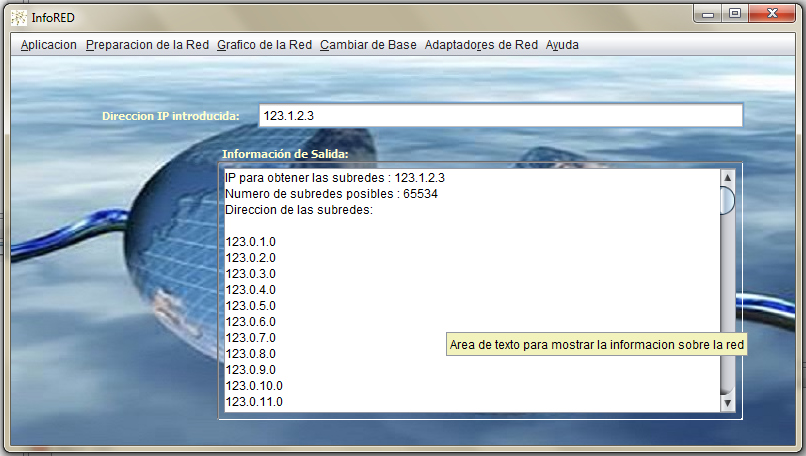 InfoRED
Aplicacion Preparacion de la Red Grafico de la Red Cambiar de Base Adaptadores de Red Ayuda
Direccion IP introducida: 123.1.2.3
Información de Salida:
IP para obtener las subredes : 123.1.2.3
Numero de subredes posibles : 65534
Direccion de las subredes:
123.0.1.0
123.0.2.0
123.0.3.0
123.0.4.0
123.0.5.0
123.0.6.0
123.0.7.0
Area de texto para mostrar la informacion sobre la red
123.0.8.0
123.0.9.0
123.0.10.0
123.0.11.0